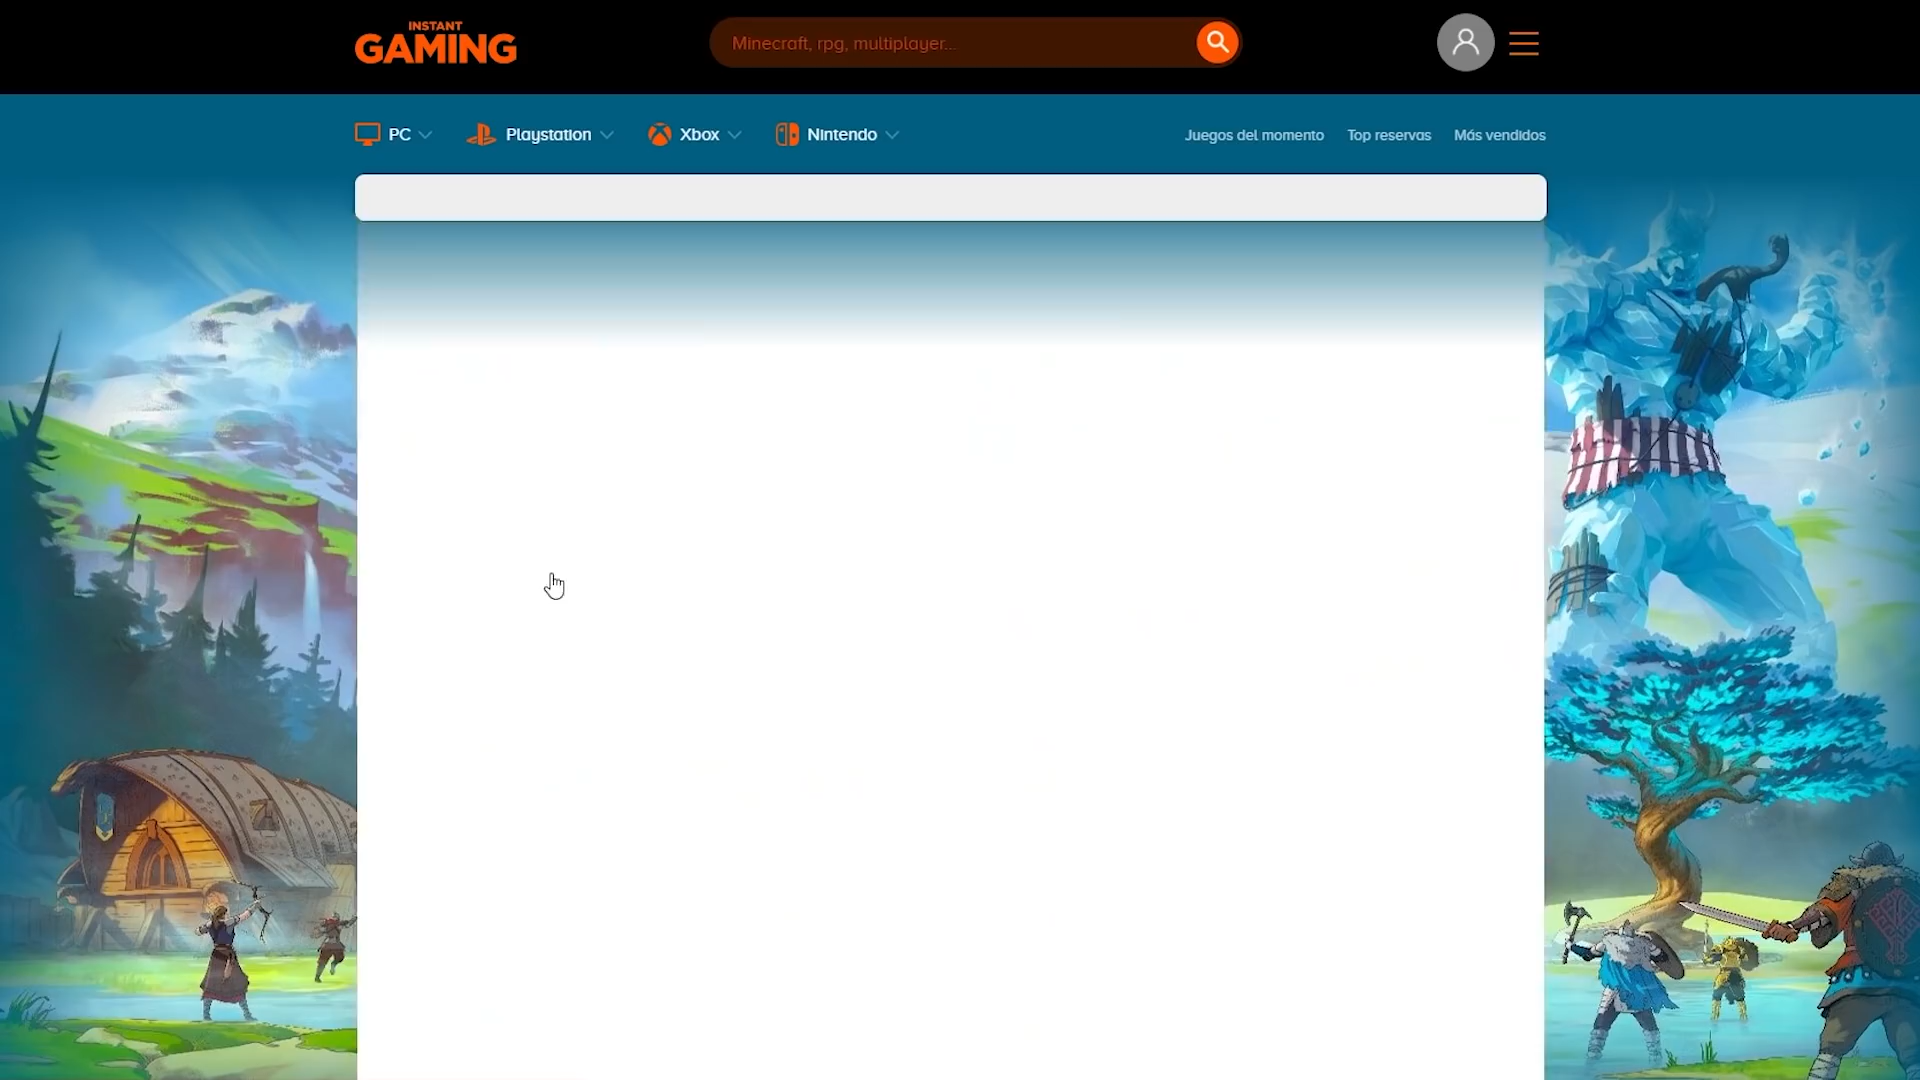 INSTANT
GAMING
Minecraft, rpg, multiplayer...
PC
Playstation
Xbox
Nintendo
Juegos del momento
Top reservas
Más vendidos